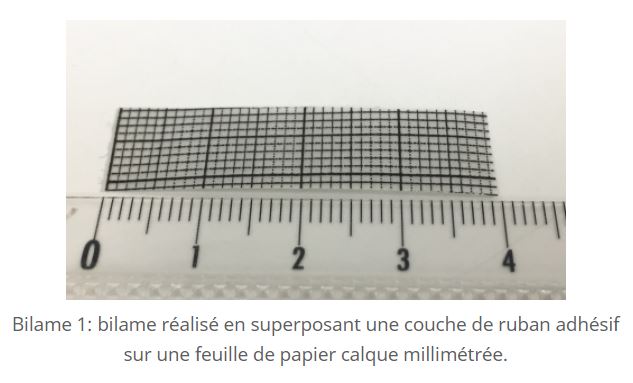 0 1 2 3 4
Bilame 1: bilame réalisé en superposant une couche de ruban adhésif
sur une feuille de papier calque millimétrée.